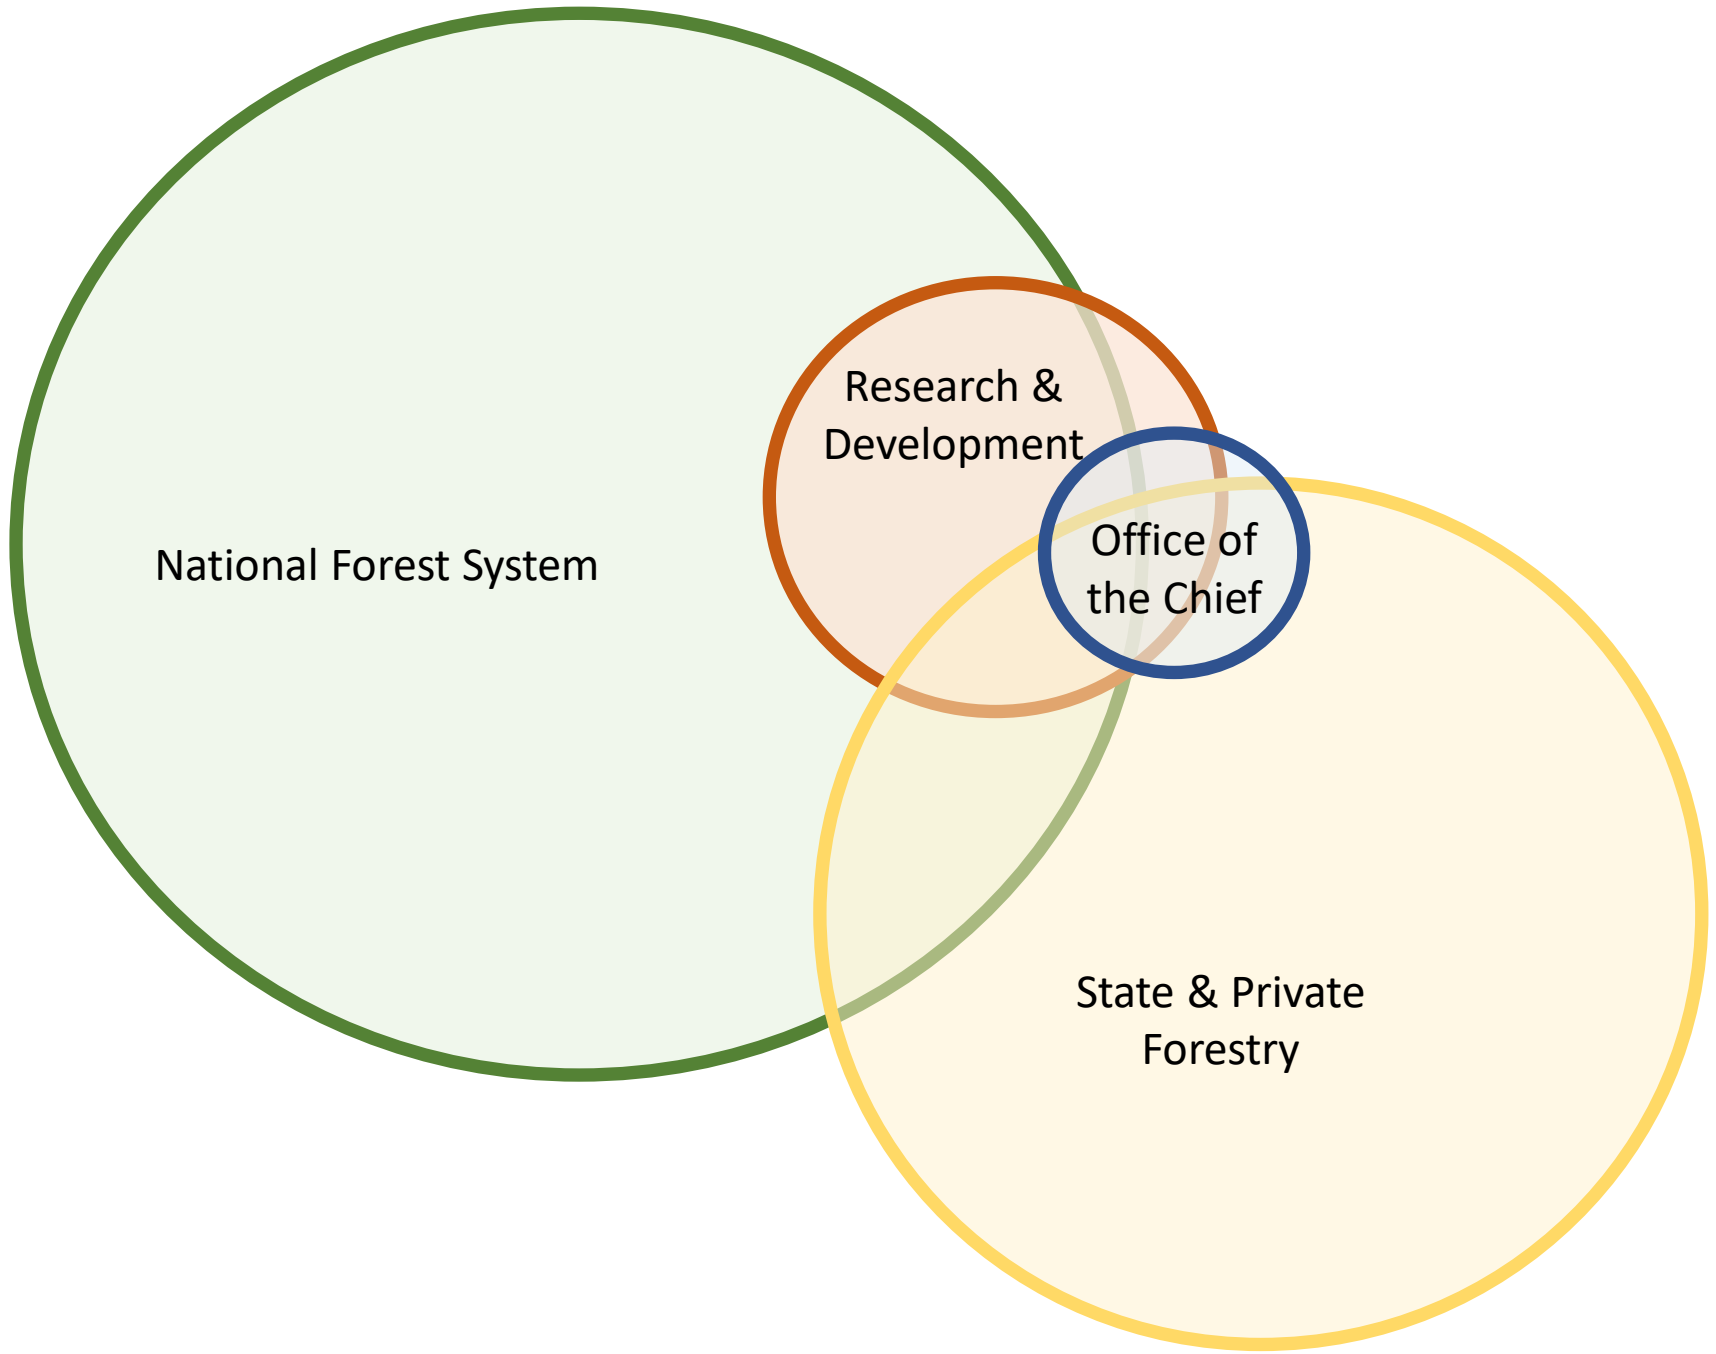 Research &
Development
National Forest System
Office of
the Chief
State & Private
Forestry